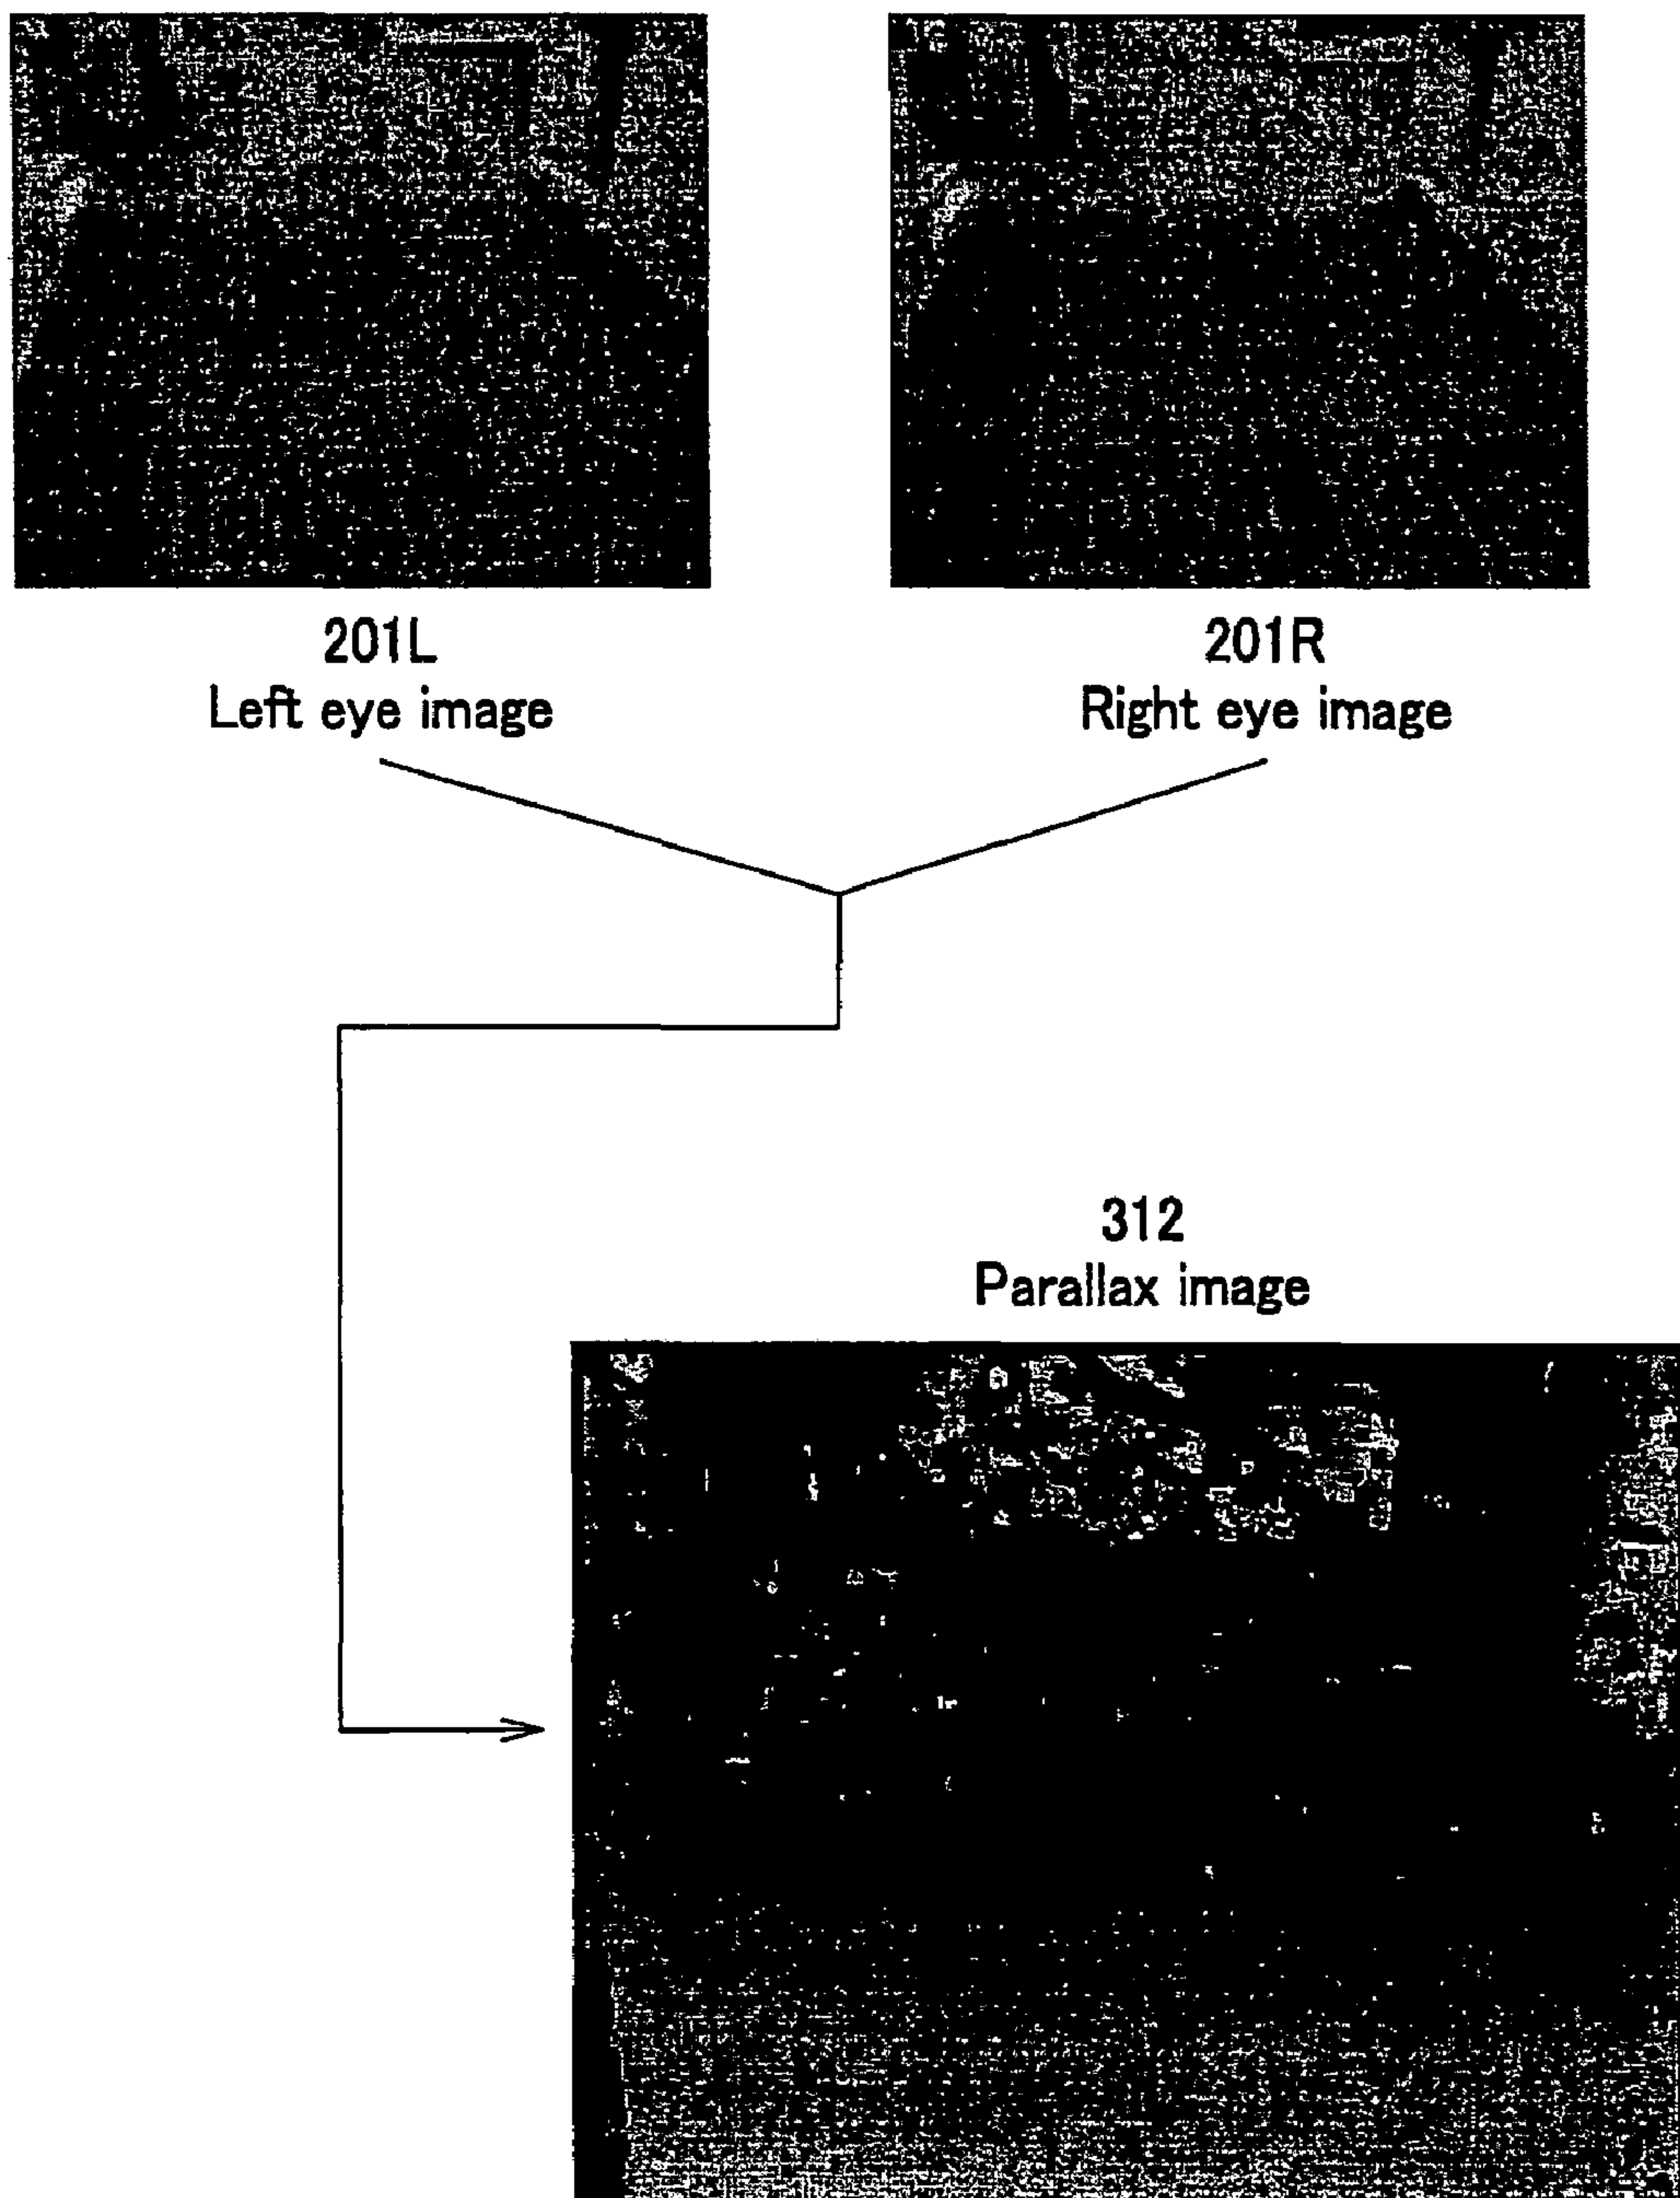 201L
Left eye image
201R
Right eye image
312
Parallax image